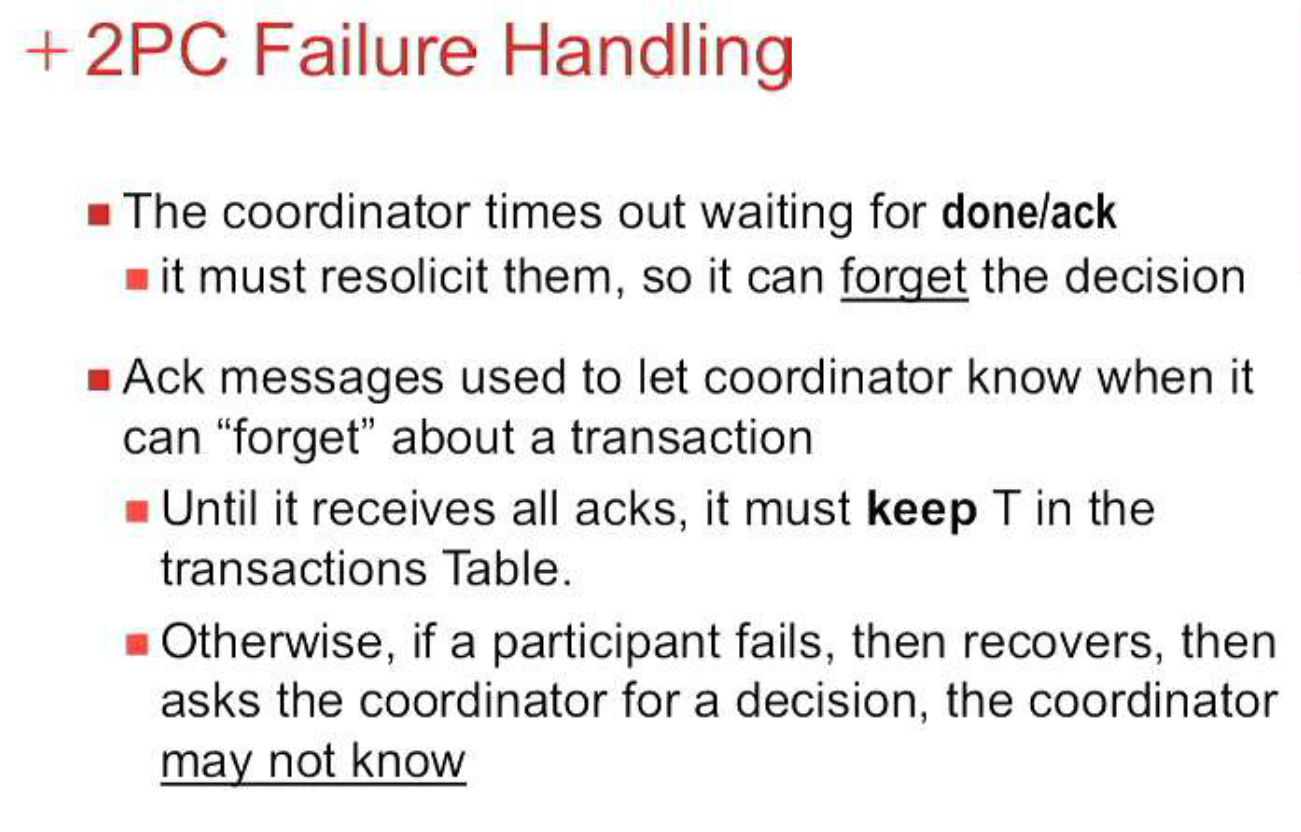 + 2PC Failure Handling
The coordinator times out waiting for done/ack
it must resolicit them, so it can forget the decision
Ack messages used to let coordinator know when it
can “forget” about a transaction
Until it receives all acks, it must keep T in the
transactions Table.
Otherwise, if a participant fails, then recovers, then
asks the coordinator for a decision, the coordinator
may not know